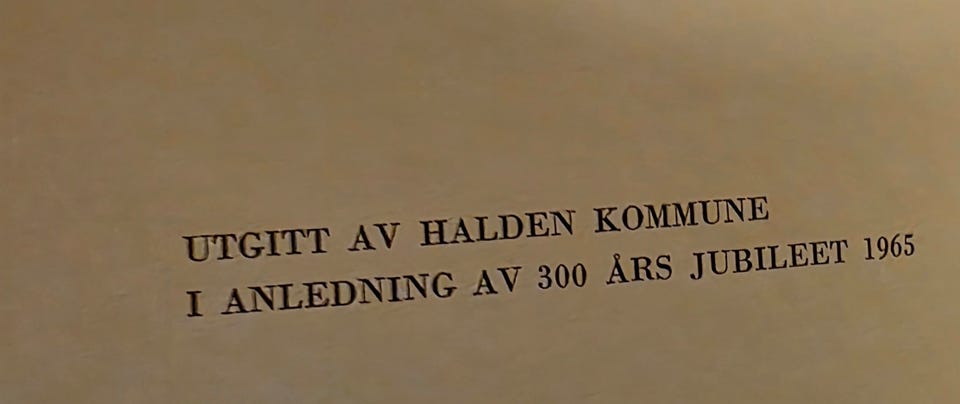 UTGITT AV HALDEN KOMMUNE
I ANLEDNING AV 300 ÅRS JUBILEET 1965